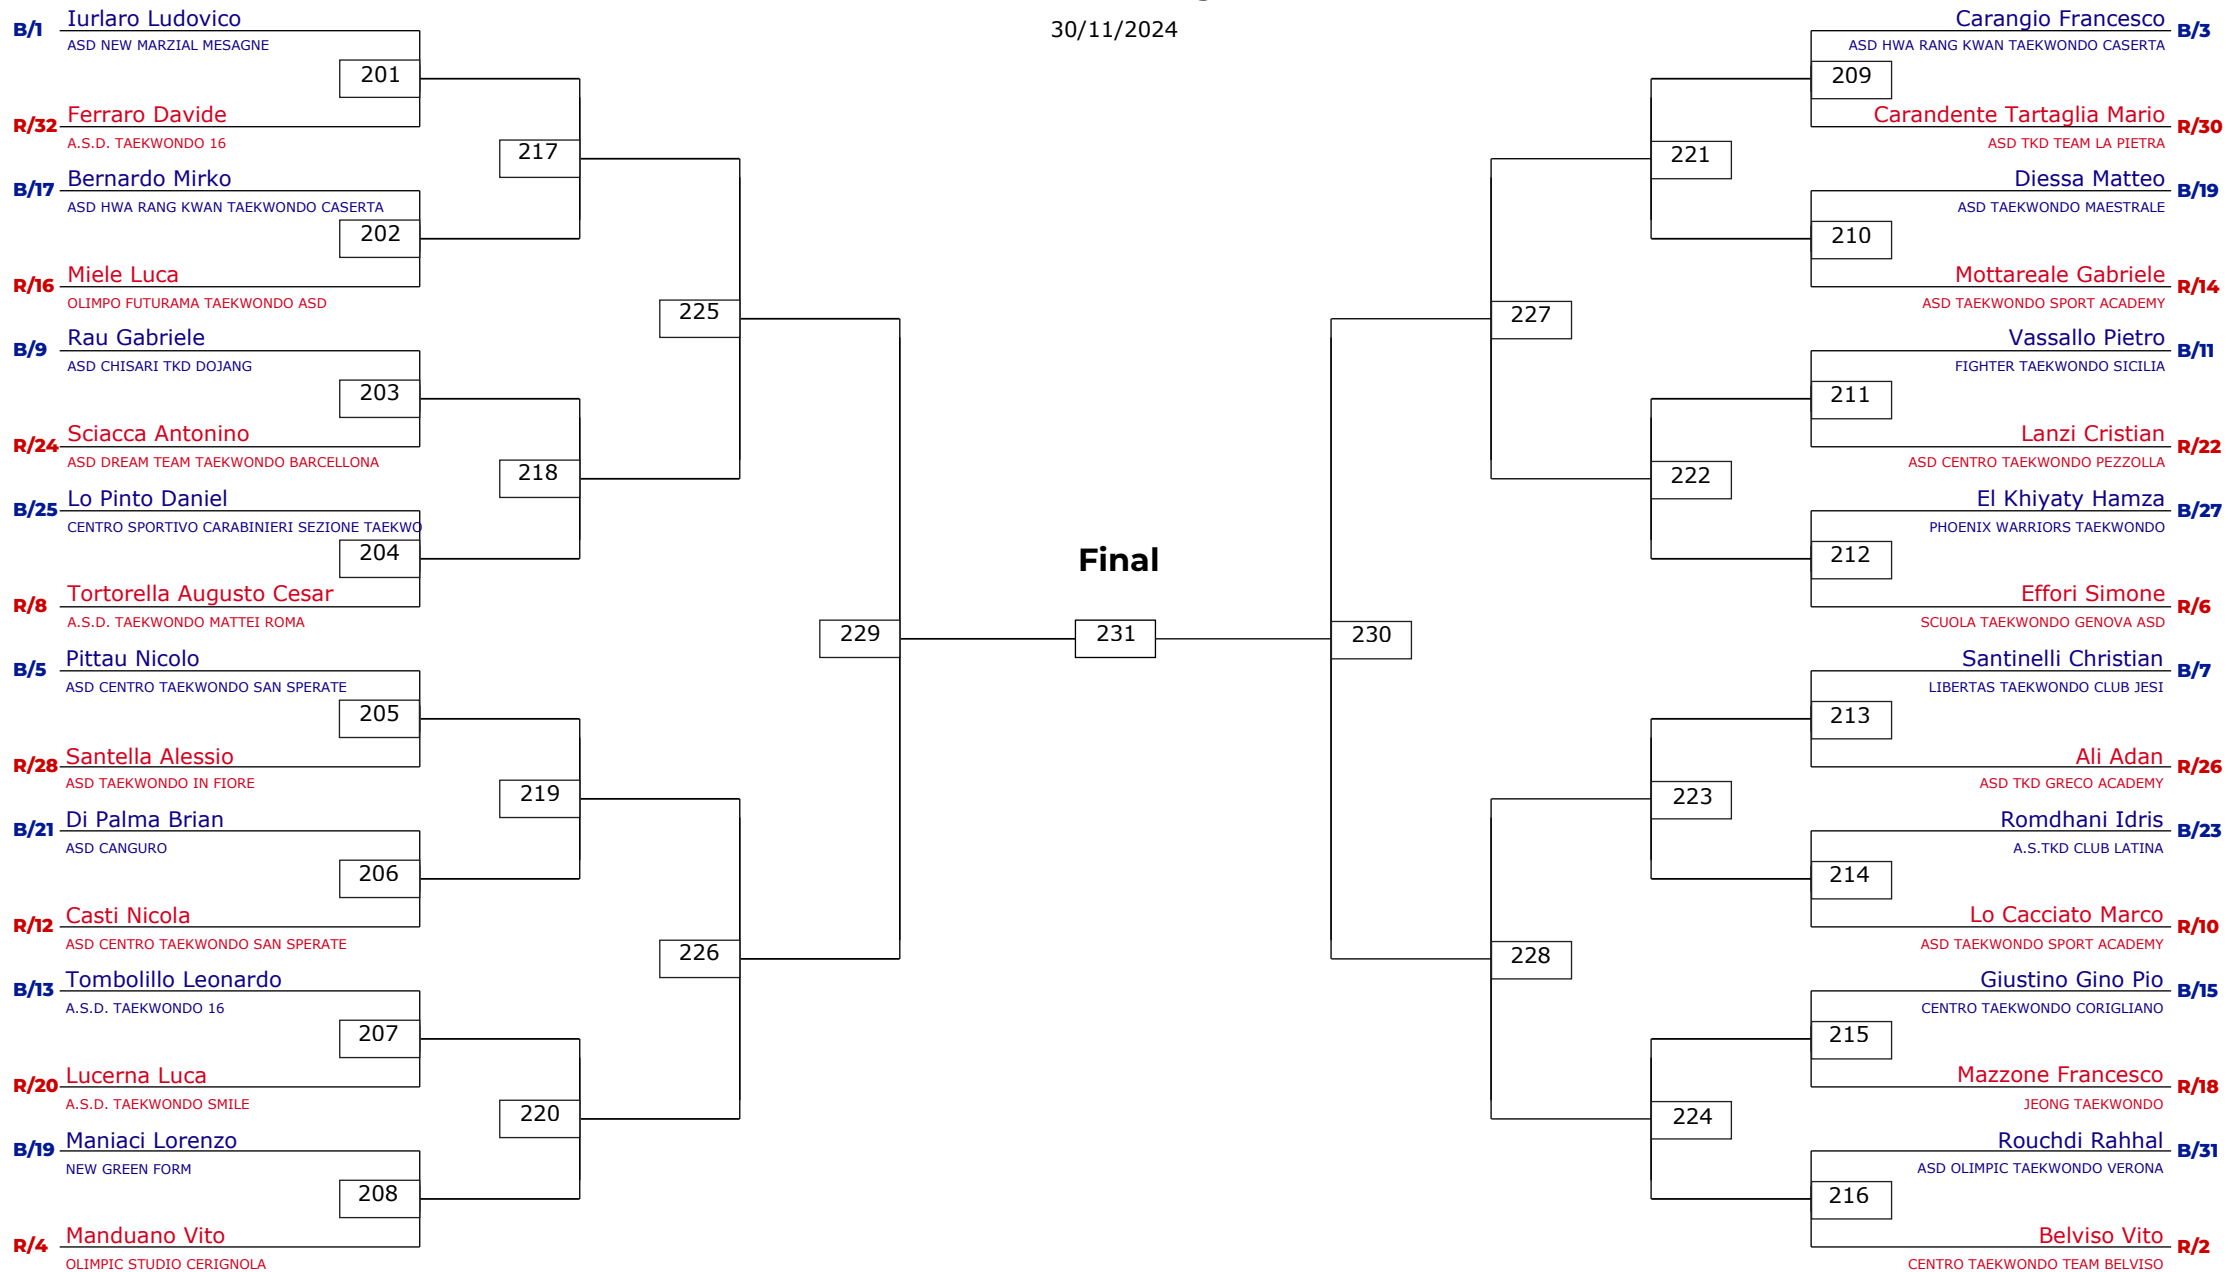 30/11/2024
B/1 Iurlaro Ludovico
ASD NEW MARZIAL MESAGNE
201
R/32 Ferraro Davide
A.S.D. TAEKWONDO 16
217
B/17 Bernardo Mirko
ASD HWA RANG KWAN TAEKWONDO CASERTA
202
R/16 Miele Luca
OLIMPO FUTURAMA TAEKWONDO ASD
225
B/9 Rau Gabriele
ASD CHISARI TKD DOJANG
203
R/24 Sciacca Antonino
ASD DREAM TEAM TAEKWONDO BARCELLONA
218
B/25 Lo Pinto Daniel
CENTRO SPORTIVO CARABINIERI SEZIONE TAEKWO
204
R/8 Tortorella Augusto Cesar
A.S.D. TAEKWONDO MATTEI ROMA
229
B/5 Pittau Nicolo
ASD CENTRO TAEKWONDO SAN SPERATE
205
R/28 Santella Alessio
ASD TAEKWONDO IN FIORE
219
B/21 Di Palma Brian
ASD CANGURO
206
R/12 Casti Nicola
ASD CENTRO TAEKWONDO SAN SPERATE
226
B/13 Tombolillo Leonardo
A.S.D. TAEKWONDO 16
207
R/20 Lucerna Luca
A.S.D. TAEKWONDO SMILE
220
B/19 Maniaci Lorenzo
NEW GREEN FORM
208
R/4 Manduano Vito
OLIMPIC STUDIO CERIGNOLA
Final
231
Carangio Francesco B/3
ASD HWA RANG KWAN TAEKWONDO CASERTA
209
Carandente Tartaglia Mario R/30
ASD TKD TEAM LA PIETRA
221
Diessa Matteo B/19
ASD TAEKWONDO MAESTRALE
210
Mottareale Gabriele R/14
ASD TAEKWONDO SPORT ACADEMY
227
Vassallo Pietro B/11
FIGHTER TAEKWONDO SICILIA
211
Lanzi Cristian R/22
ASD CENTRO TAEKWONDO PEZZOLLA
222
El Khiyaty Hamza B/27
PHOENIX WARRIORS TAEKWONDO
212
Effori Simone R/6
SCUOLA TAEKWONDO GENOVA ASD
230
Santinelli Christian B/7
LIBERTAS TAEKWONDO CLUB JESI
213
Ali Adan R/26
ASD TKD GRECO ACADEMY
223
Romdhani Idris B/23
A.S.TKD CLUB LATINA
214
Lo Cacciato Marco R/10
ASD TAEKWONDO SPORT ACADEMY
228
Giustino Gino Pio B/15
CENTRO TAEKWONDO CORIGLIANO
215
Mazzone Francesco R/18
JEONG TAEKWONDO
224
Rouchdi Rahhal B/31
ASD OLIMPIC TAEKWONDO VERONA
216
Belviso Vito R/2
CENTRO TAEKWONDO TEAM BELVISO